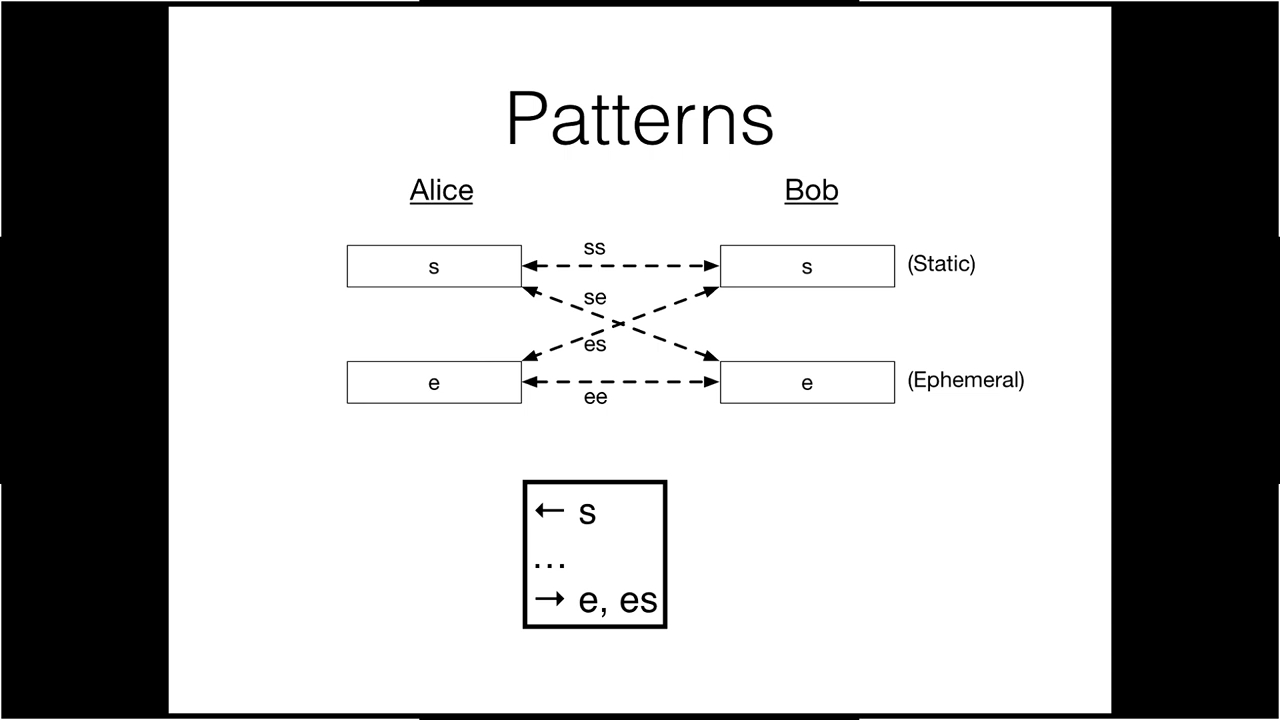 Patterns
Alice
Bob
ss
s
s
(Static)
se
es
e
e
(Ephemeral)
ee
← s
...
→ e, es